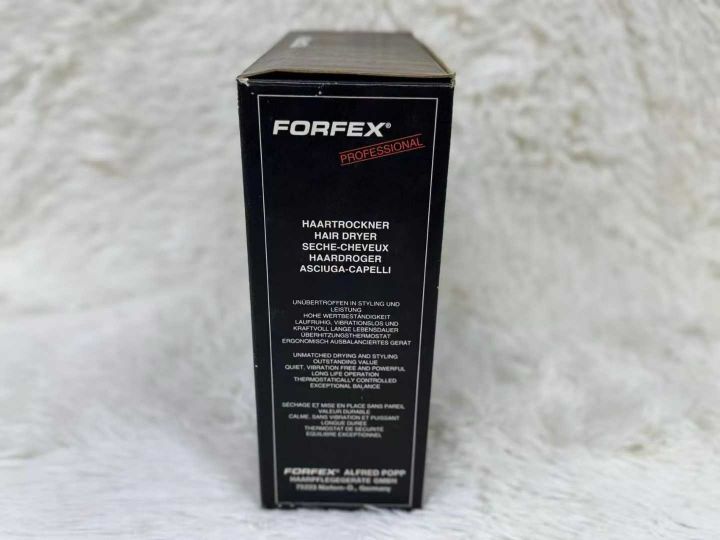 FORFEX®
PROFESSIONAL
HAARTROCKNER
HAIR DRYER
SECHE-CHEVEUX
HAARDROGER
ASCIUGA-CAPELLI
UNÜBERTROFFEN IN STYLING UND
LEISTUNG
HOHE WERTBESTÄNDIGKEIT
LAUFRUHIG, VIBRATIONSLOS UND
KRAFTVOLL LANGE LEBENSDAUER
ÜBERHITZUNGSTHERMOSTAT
ERGONOMISCH AUSBALANCIERTES GERÄT
UNMATCHED DRYING AND STYLING
OUTSTANDING VALUE
QUIET, VIBRATION FREE AND POWERFUL
LONG LIFE OPERATION
THERMOSTATICALLY CONTROLLED
EXCEPTIONAL BALANCE
SÉCHAGE ET MISE EN PLACE SANS PAREIL
VALEUR DURABLE
CALME, SANS VIBRATION ET PUISSANT
LONGUE DURÉE
THERMOSTAT DE SÉCURITÉ
EQUILIBRE EXCEPTIONNEL
FORFEX® ALFRED POPP
HAARPFLEGEGERÄTE GMBH
Niefern-Ö., Germany